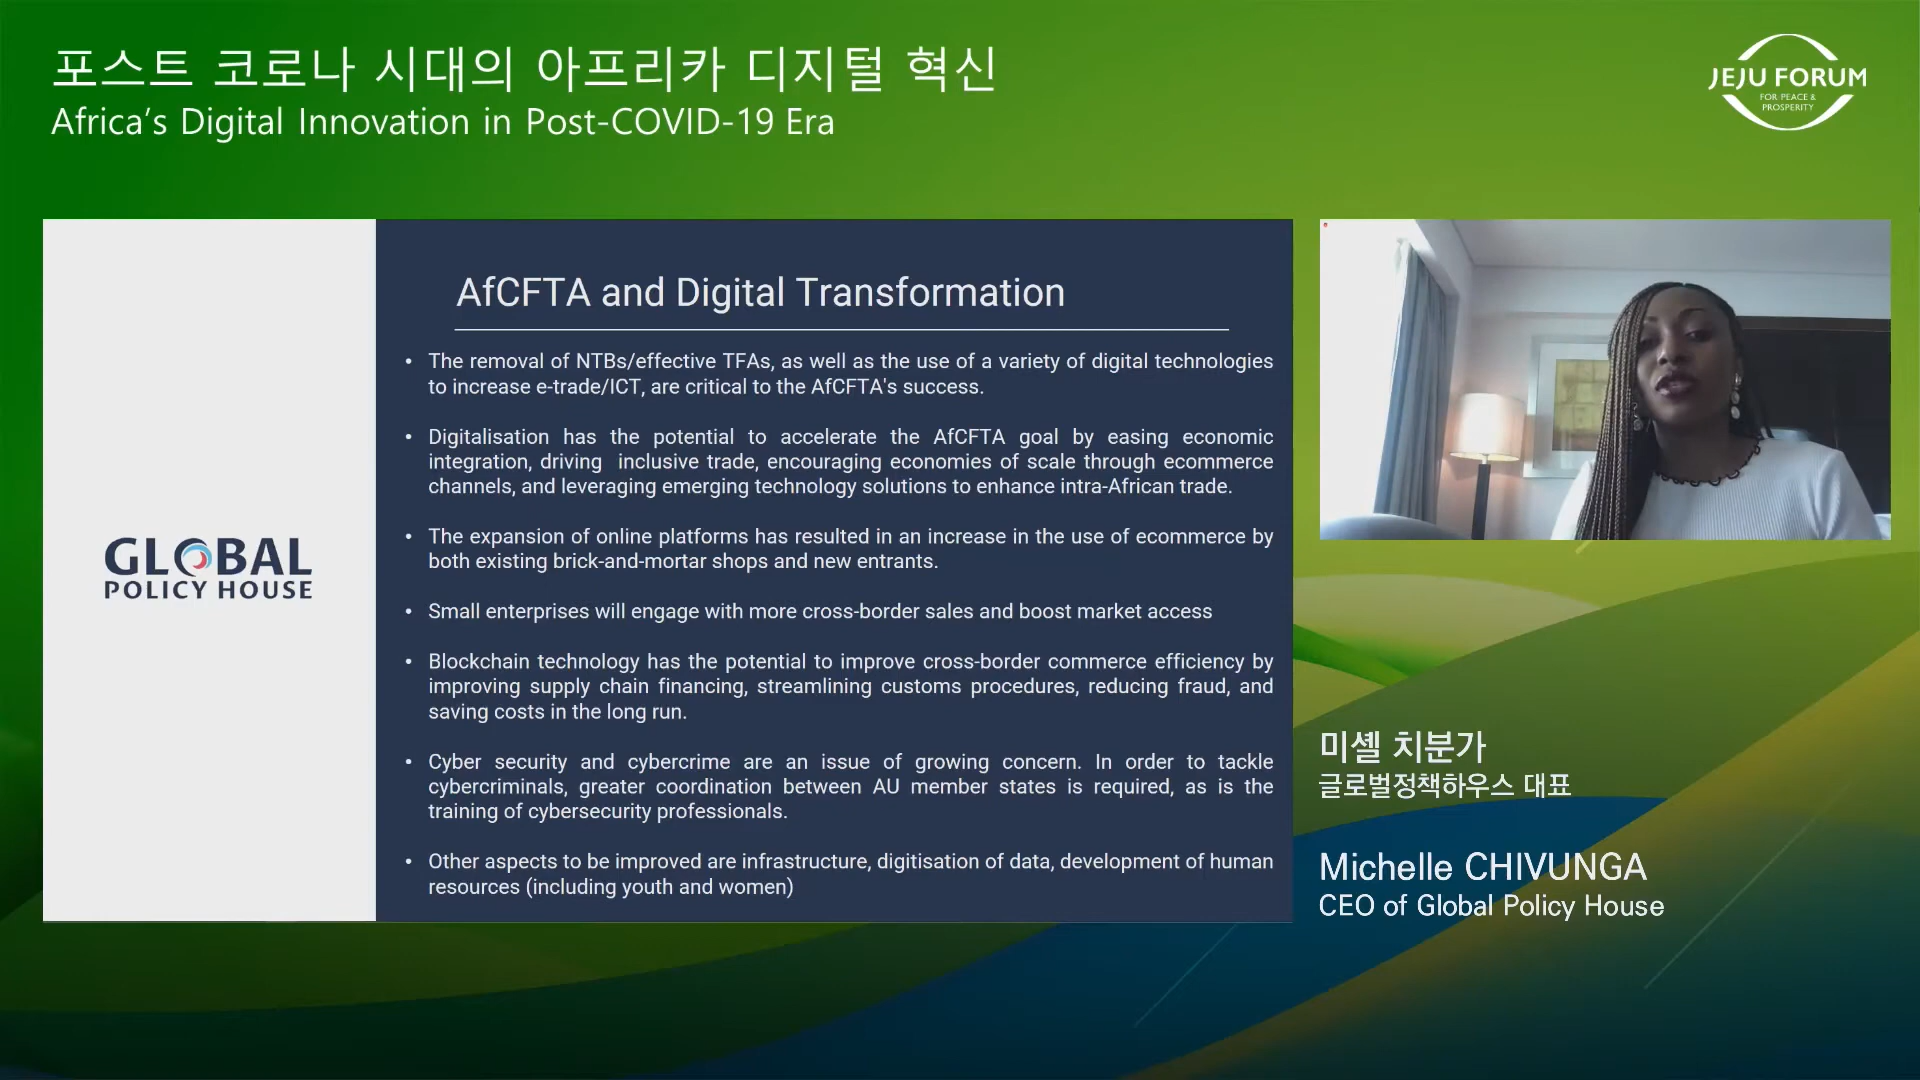 포스트 코로나 시대의 아프리카 디지털 혁신
Africa's Digital Innovation in Post-COVID-19 Era
JEJU FORUM
FOR PEACE &
PROSPERITY
GLOBAL
POLICY HOUSE
AfCFTA and Digital Transformation
• The removal of NTBs/effective TFAs, as well as the use of a variety of digital technologies
to increase e-trade/ICT, are critical to the AfCFTA's success.
• Digitalisation has the potential to accelerate the AfCFTA goal by easing economic
integration, driving inclusive trade, encouraging economies of scale through ecommerce
channels, and leveraging emerging technology solutions to enhance intra-African trade.
• The expansion of online platforms has resulted in an increase in the use of ecommerce by
both existing brick-and-mortar shops and new entrants.
• Small enterprises will engage with more cross-border sales and boost market access
• Blockchain technology has the potential to improve cross-border commerce efficiency by
improving supply chain financing, streamlining customs procedures, reducing fraud, and
saving costs in the long run.
• Cyber security and cybercrime are an issue of growing concern. In order to tackle
cybercriminals, greater coordination between AU member states is required, as is the
training of cybersecurity professionals.
• Other aspects to be improved are infrastructure, digitisation of data, development of human
resources (including youth and women)
미셸 치분가
글로벌정책하우스 대표
Michelle CHIVUNGA
CEO of Global Policy House